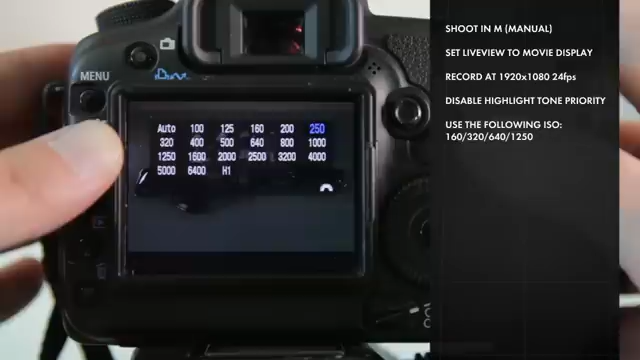 MENU
Auto 100 125 160 200 250
320 400 500 640 800 1000
1250 1600 2000 2500 3200 4000
5000 6400 H1
SHOOT IN M (MANUAL)
SET LIVEVIEW TO MOVIE DISPLAY
RECORD AT 1920x1080 24fps
DISABLE HIGHLIGHT TONE PRIORITY
USE THE FOLLOWING ISO:
160/320/640/1250